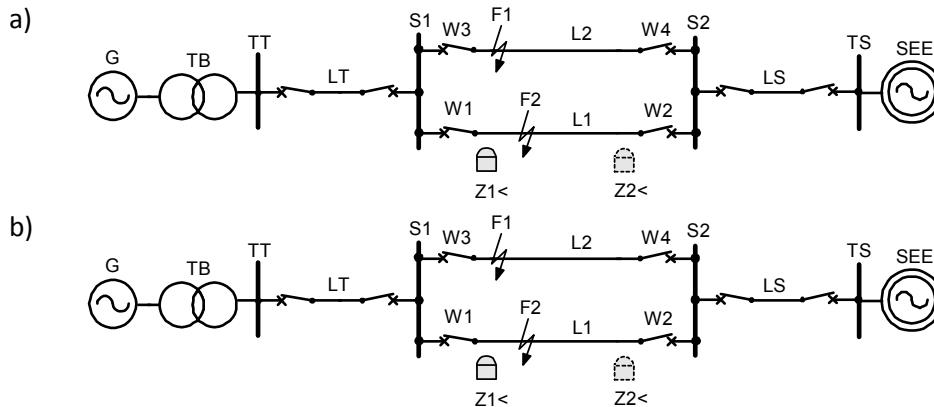 a)
S1 W3 F1 L2 W4 S2
G TB TT LT LS TS SEE
W1 F2 L1 W2
Z1< Z2<
b)
S1 W3 F1 L2 W4 S2
G TB TT LT LS TS SEE
W1 F2 L1 W2
Z1< Z2<